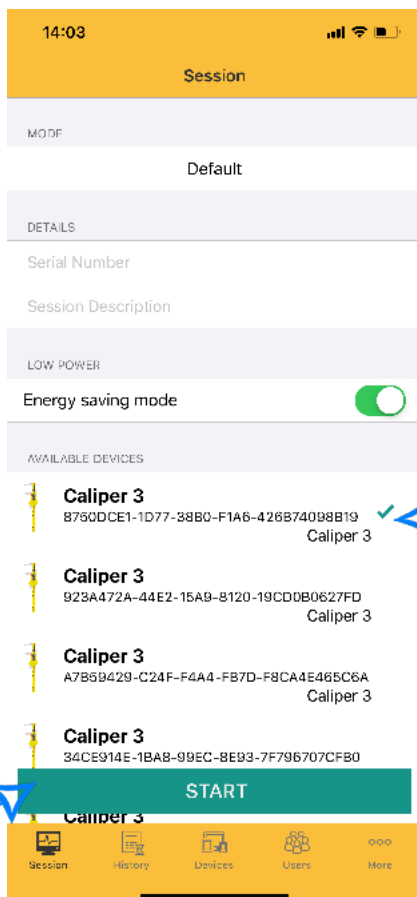 14:03
Session
MODE
Default
DETAILS
Serial Number
Session Description
LOW POWER
Energy saving mode
AVAILABLE DEVICES
Caliper 3
8750DCE1-1D77-38B0-F1A6-426B74098B19
Caliper 3
Caliper 3
923A472A-44E2-15A9-8120-19CD0B0627FD
Caliper 3
Caliper 3
A7B59429-C24F-F4A4-FB7D-F8CA4E465C6A
Caliper 3
Caliper 3
34CE914E-1BA8-99EC-8E93-7F796707CFB0
START
Caliper 3
Session History Devices Users More